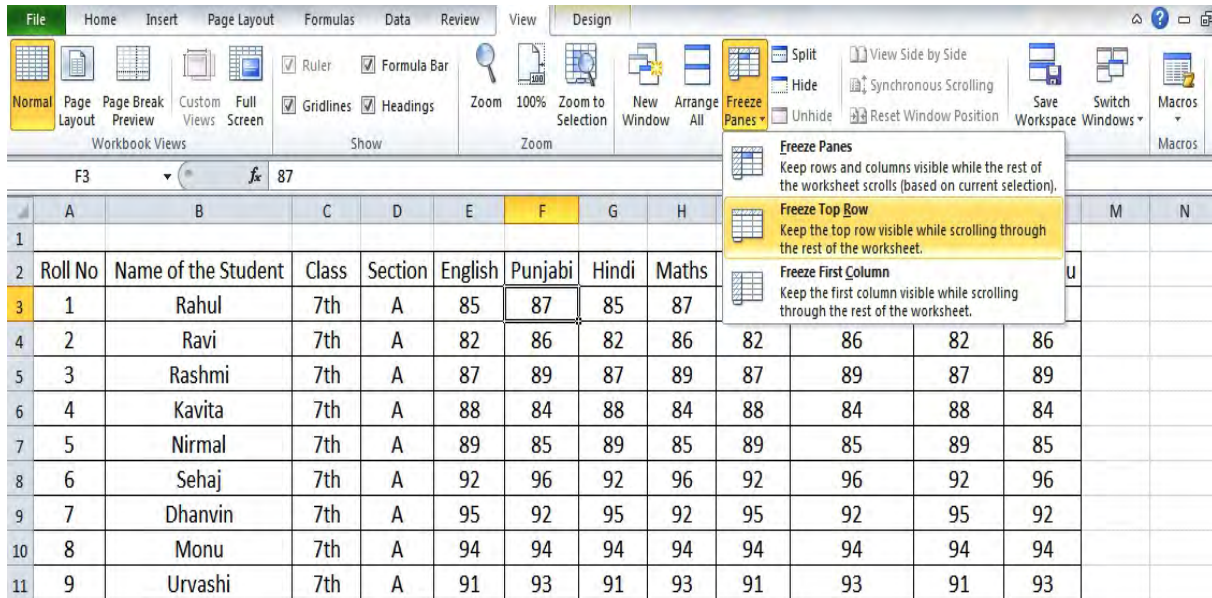 File Home Insert Page Layout Formulas Data Review View Design
Normal Page Layout Page Break Preview Custom Views Full Screen
Workbook Views
Ruler Formula Bar
Gridlines Headings
Show
Zoom 100% Zoom to Selection
Zoom
New Window Arrange All Freeze Panes
Split
Hide
Unhide
View Side by Side
Synchronous Scrolling
Reset Window Position
Save Workspace Switch Windows
Macros
Macros
Freeze Panes
Keep rows and columns visible while the rest of
the worksheet scrolls (based on current selection).
Freeze Top Row
Keep the top row visible while scrolling through
the rest of the worksheet.
Freeze First Column
Keep the first column visible while scrolling
through the rest of the worksheet.
F3 fx 87
A B C D E F G H M N
1
2 Roll No Name of the Student Class Section English Punjabi Hindi Maths
3 1 Rahul 7th A 85 87 85 87
4 2 Ravi 7th A 82 86 82 86 82 86 82 86
5 3 Rashmi 7th A 87 89 87 89 87 89 87 89
6 4 Kavita 7th A 88 84 88 84 88 84 88 84
7 5 Nirmal 7th A 89 85 89 85 89 85 89 85
8 6 Sehaj 7th A 92 96 92 96 92 96 92 96
9 7 Dhanvin 7th A 95 92 95 92 95 92 95 92
10 8 Monu 7th A 94 94 94 94 94 94 94 94
11 9 Urvashi 7th A 91 93 91 93 91 93 91 93